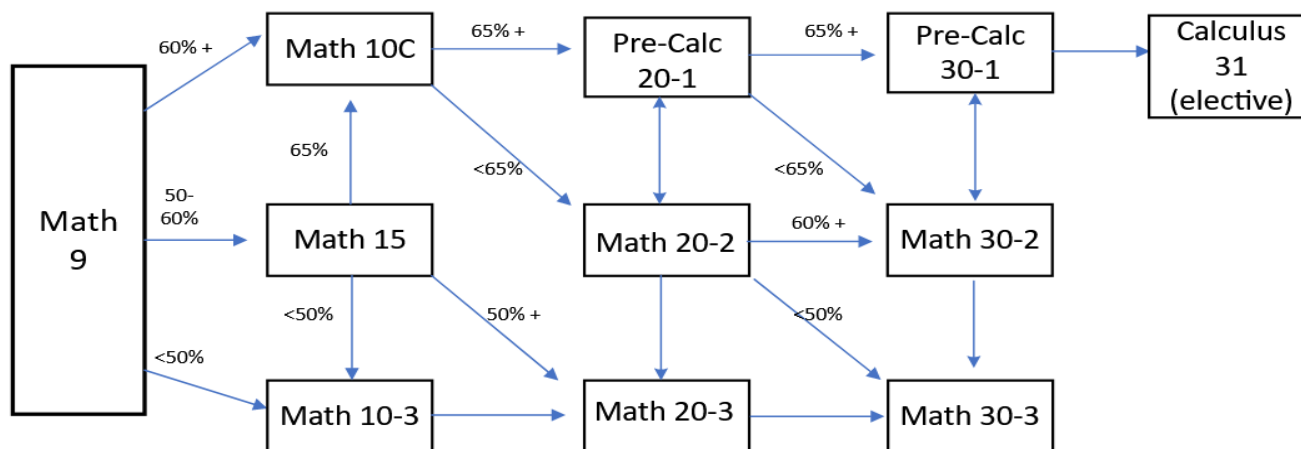 60% +
Math 10C
65% +
Pre-Calc
20-1
65% +
Pre-Calc
30-1
Calculus
31
(elective)
65%
<65%
<65%
Math
9
50-
60%
Math 15
Math 20-2
60% +
Math 30-2
<50%
50% +
<50%
<50%
Math 10-3
Math 20-3
Math 30-3